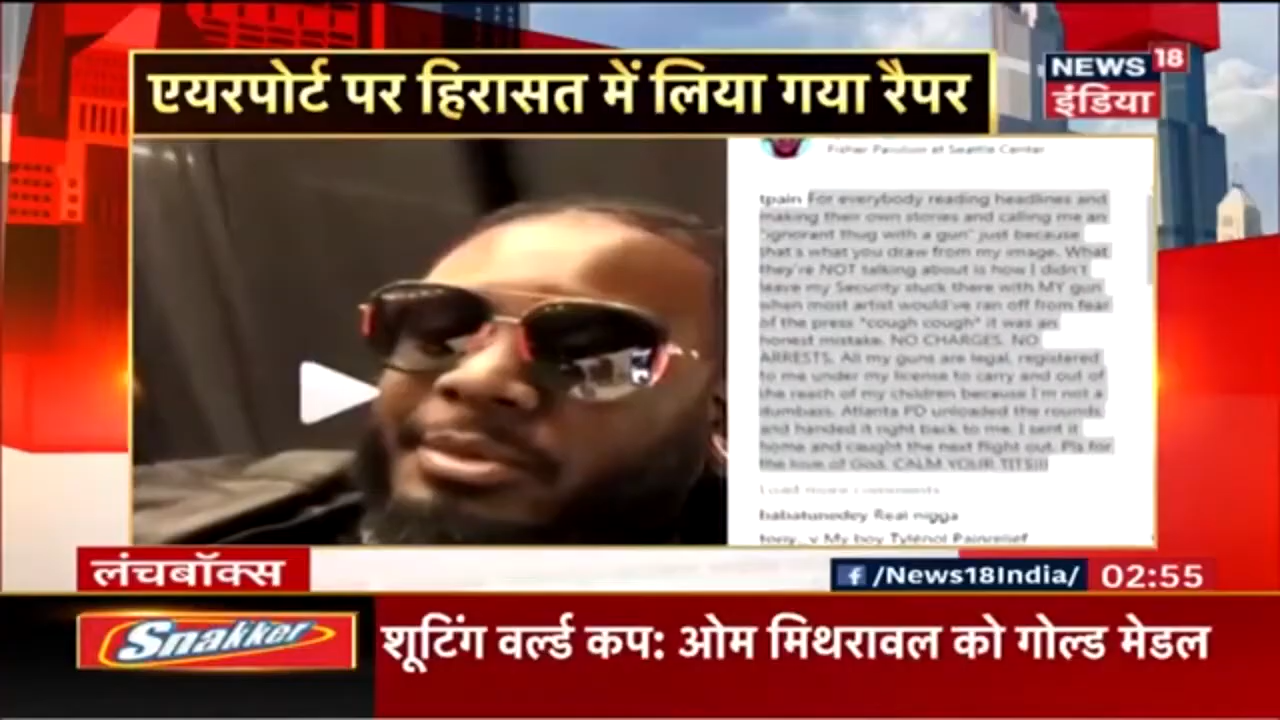 एयरपोर्ट पर हिरासत में लिया गया रैपर
NEWS 18
इंडिया
Fisher Pavilion at Seattle Center
tpain For everybody reading headlines and
making their own stories and calling me an
"ignorant thug with a gun" just because
that's what you draw from my image. What
they're NOT talking about is how I didn't
leave my Security stuck there with MY gun
when most artist would've ran off from fear
of the press *cough cough* it was an
honest mistake. NO CHARGES. NO
ARRESTS. All my guns are legal, registered
to me under my license to carry and out of
the reach of my children because I'm not a
dumbass. Atlanta PD unloaded the rounds
and handed it right back to me. I sent it
home and caught the next flight out. Pls for
the love of God, CALM YOUR TITS!!!
Load more comments
babatunedey Real nigga
tony_v My boy Tylenol Painrelief
लंचबॉक्स
f /News18India/ 02:55
Snakker
शूटिंग वर्ल्ड कप: ओम मिथरावल को गोल्ड मेडल